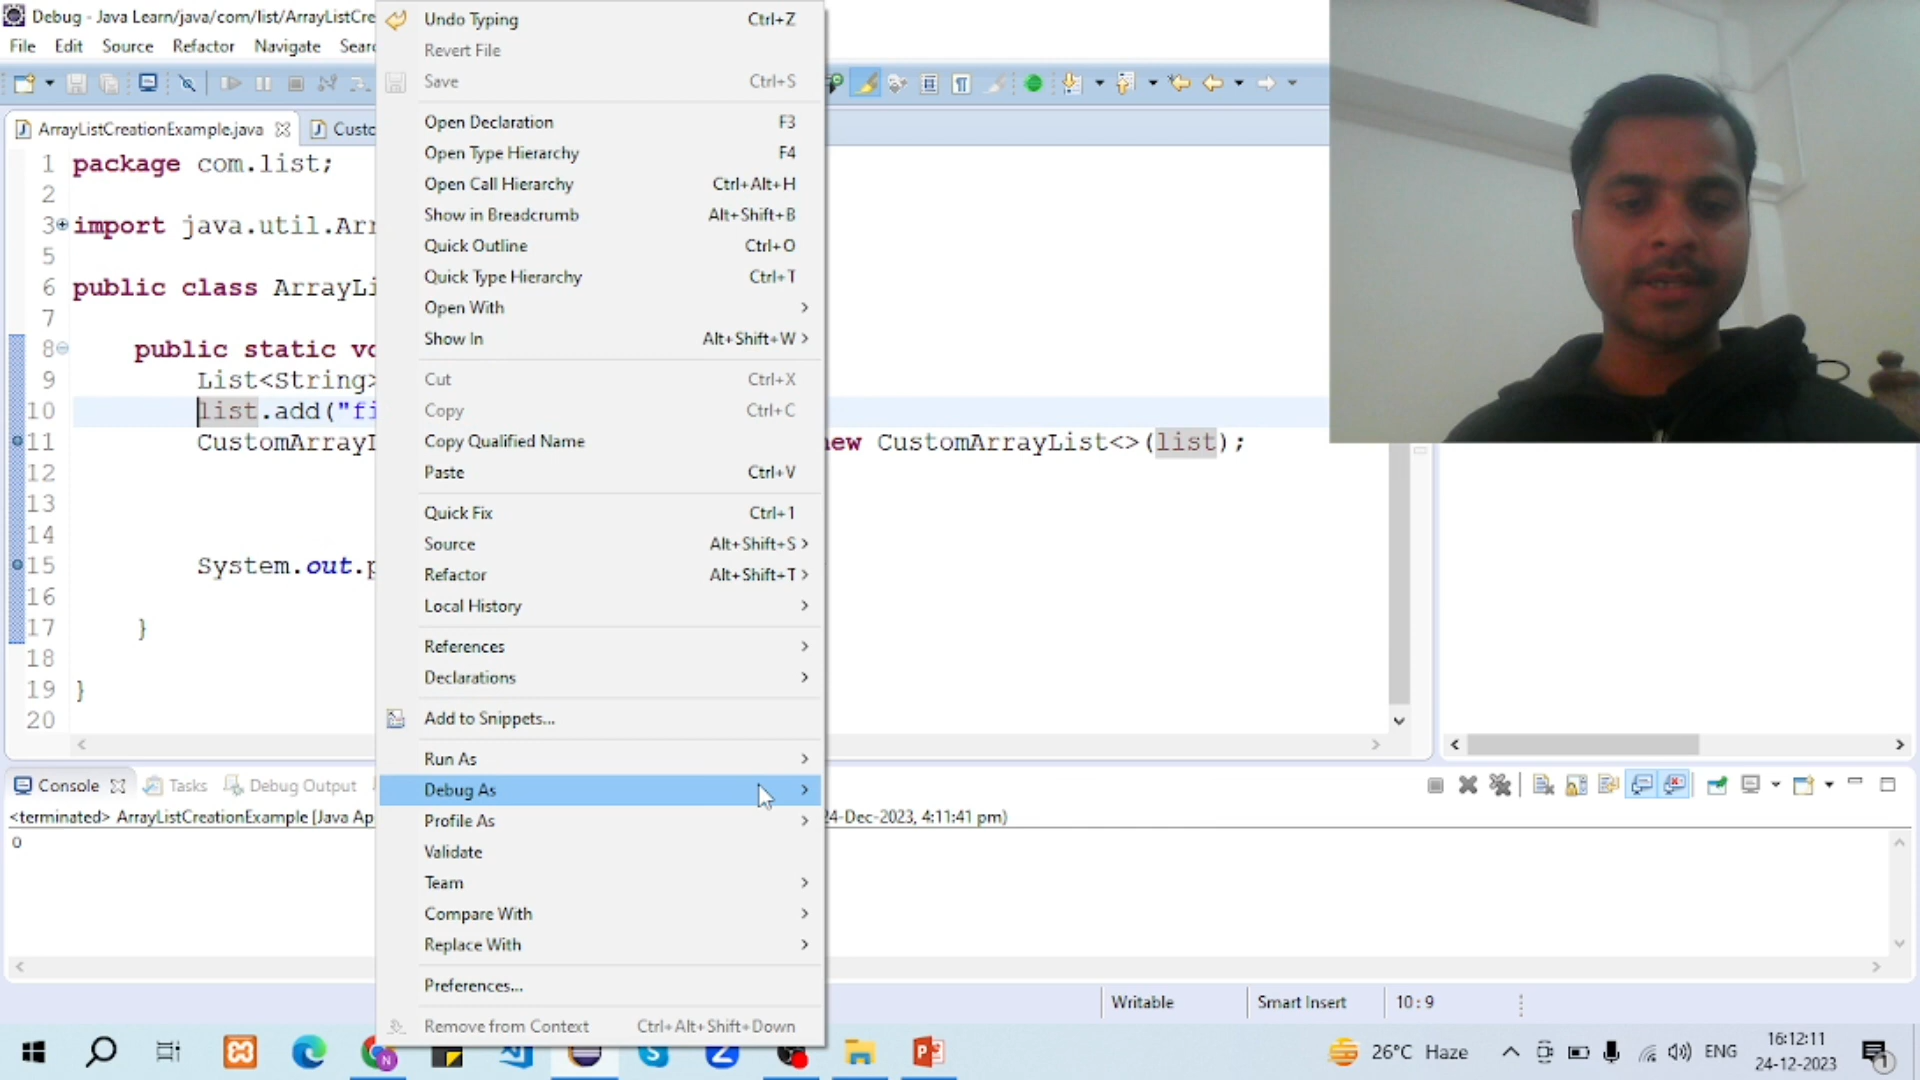 Debug - Java Learn/java/com/list/ArrayListCre
File Edit Source Refactor Navigate Sear
ArrayListCreationExample.java Custo
1 package com.list;
2
3 import java.util.Arr
5
6 public class ArrayLi
7
8 public static vo
9 List<String>
10 list.add("fi
11 CustomArrayL new CustomArrayList<>(list);
12
13
14
15 System.out.p
16
17 }
18
19 }
20
Undo Typing Ctrl+Z
Revert File
Save Ctrl+S
Open Declaration F3
Open Type Hierarchy F4
Open Call Hierarchy Ctrl+Alt+H
Show in Breadcrumb Alt+Shift+B
Quick Outline Ctrl+O
Quick Type Hierarchy Ctrl+T
Open With
Show In Alt+Shift+W
Cut Ctrl+X
Copy Ctrl+C
Copy Qualified Name
Paste Ctrl+V
Quick Fix Ctrl+1
Source Alt+Shift+S
Refactor Alt+Shift+T
Local History
References
Declarations
Add to Snippets...
Run As
Debug As
Profile As
Validate
Team
Compare With
Replace With
Preferences...
Remove from Context Ctrl+Alt+Shift+Down
Console Tasks Debug Output
<terminated> ArrayListCreationExample [Java Ap 24-Dec-2023, 4:11:41 pm)
0
Writable Smart Insert 10 : 9
26°C Haze ENG 16:12:11
24-12-2023
1